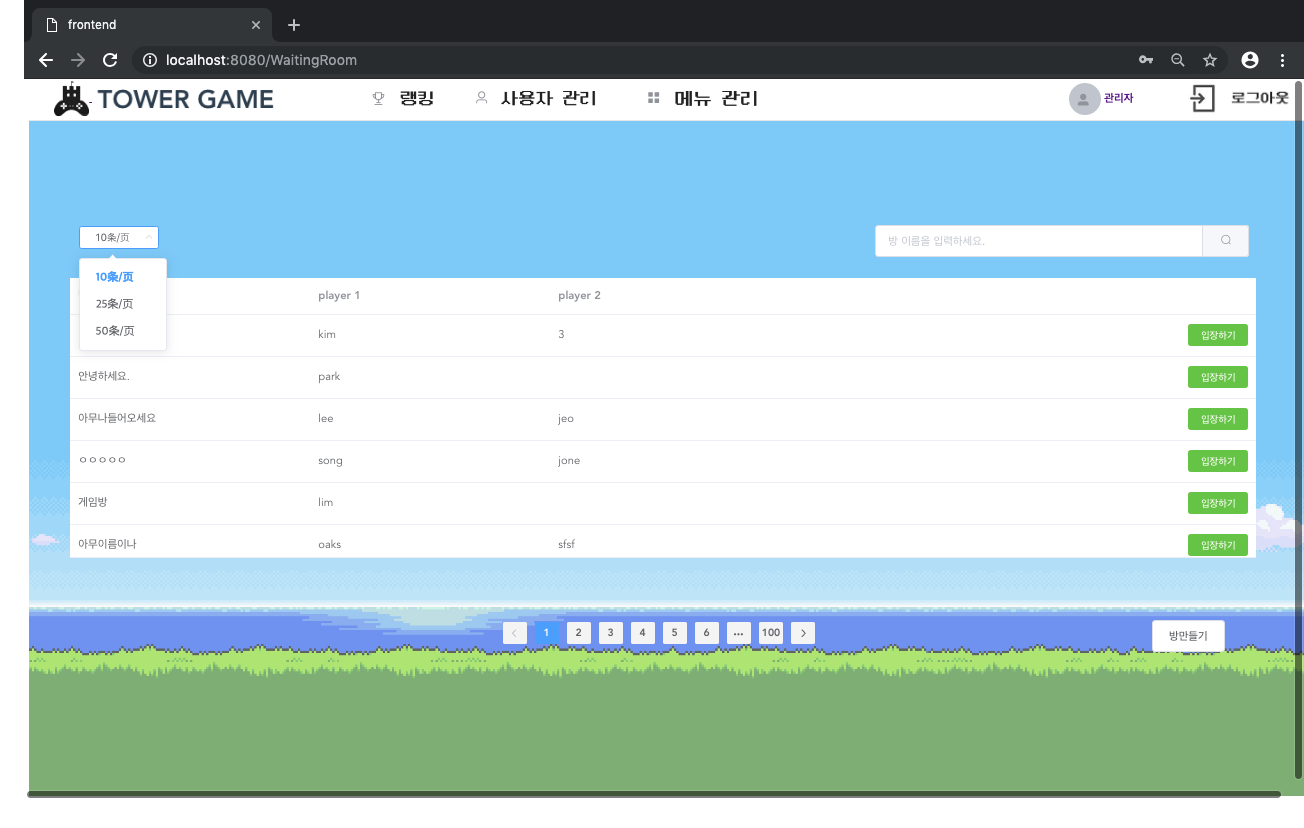 frontend
localhost:8080/WaitingRoom
TOWER GAME 랭킹 사용자 관리 메뉴 관리 관리자 로그아웃
10条/页 방 이름을 입력하세요.
10条/页
25条/页
50条/页
player 1 player 2
kim 3 입장하기
안녕하세요. park 입장하기
아무나들어오세요 lee jeo 입장하기
ㅇㅇㅇㅇㅇ song jone 입장하기
게임방 lim 입장하기
아무이름이나 oaks sfsf 입장하기
1 2 3 4 5 6 ... 100 방만들기